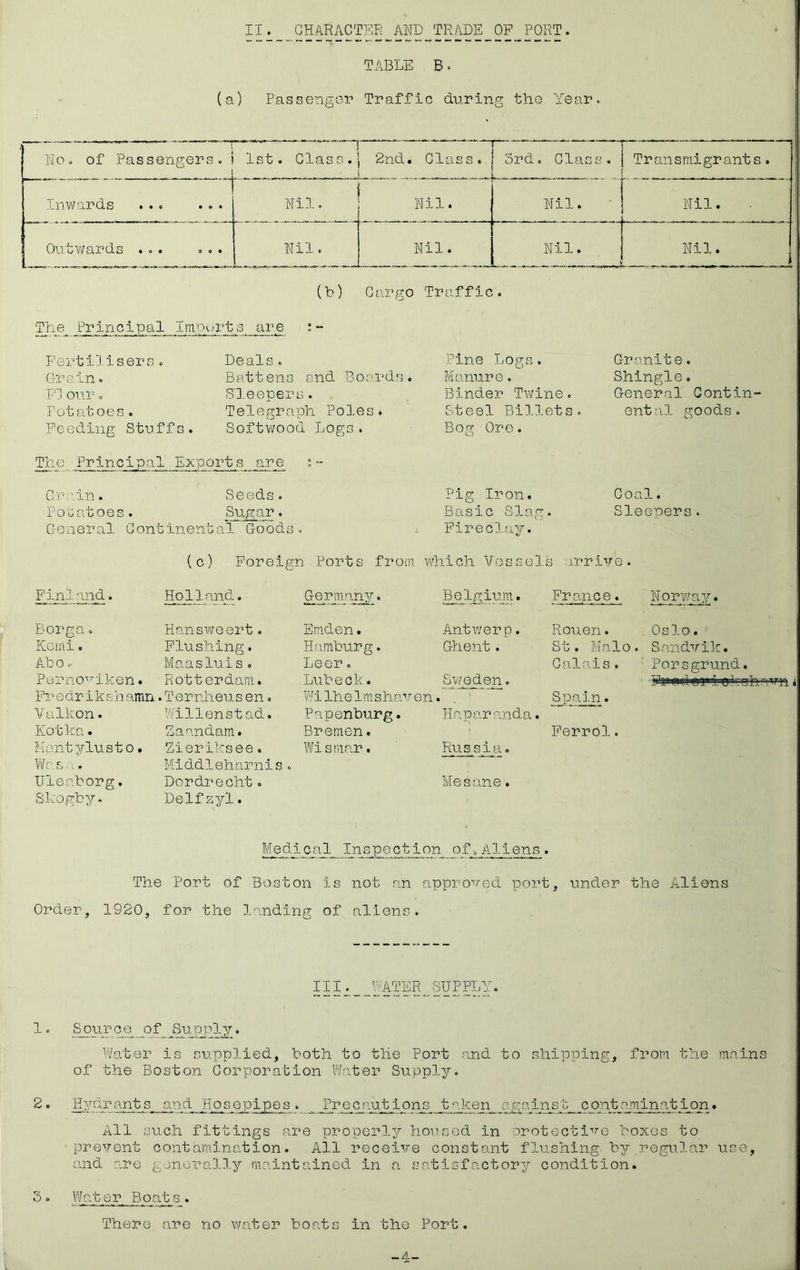 II. CHARACTER AND TRADE OF PORT.
TABLE B.
(a) Passenger Traffic during the Year.
No. of Passengers. 1st. Class. 2nd. Class. 3rd. Class. Transmigrants.
Inwards ... ... Nil. Nil. Nil. Nil.
Outwards ... ... Nil. Nil. Nil. Nil.
(b) Cargo Traffic.
The Principal Imports are :-
Fertilisers. Deals. Pine Logs. Granite.
Grain. Battens and Boards. Manure. Shingle.
Flour. Sleepers. Binder Twine. General Contin-
Potatoes. Telegraph Poles. Steel Billets. ental goods.
Feeding Stuffs. Softwood Logs. Bog Ore.
The Principal Exports are :-
Grain. Seeds. Pig Iron. Coal.
Potatoes. Sugar. Basic Slag. Sleepers.
General Continental Goods. Fireclay.
(c) Foreign Ports from which Vessels arrive.
Finland. Holland. Germany. Belgium. France. Norway.
Borga. Hansweert. Emden. Antwerp. Rouen. Oslo.
Kemi. Flushing. Hamburg. Ghent. St. Malo. Sandvik.
Abo. Maasluis. Leer. Calais. Porsgrund.
Pernoviken. Rotterdam. Lubeck. Sweden.
Fredrikshamn. Terrheusen. Wilhelmshaven. Spain.
Valkon. Willenstad. Papenburg. Haparanda.
Kotka. Zaandam. Bremen. Ferrol.
Mantylusto. Zieriksee. Wismar. Russia.
Wasa. Middleharnis.
Uleaborg. Dordrecht. Mesane.
Skogby. Delfzyl.
Medical Inspection of Aliens.
The Port of Boston is not an approved port, under the Aliens
Order, 1920, for the landing of aliens.
III. WATER SUPPLY.
1. Source of Supply.
Water is supplied, both to the Port and to shipping, from the mains
of the Boston Corporation Water Supply.
2. Hydrants and Hosepipes. Precautions taken against contamination.
All such fittings are properly housed in protective boxes to
prevent contamination. All receive constant flushing by regular use,
and are generally maintained in a satisfactory condition.
3. Water Boats.
There are no water boats in the Port.
-4-